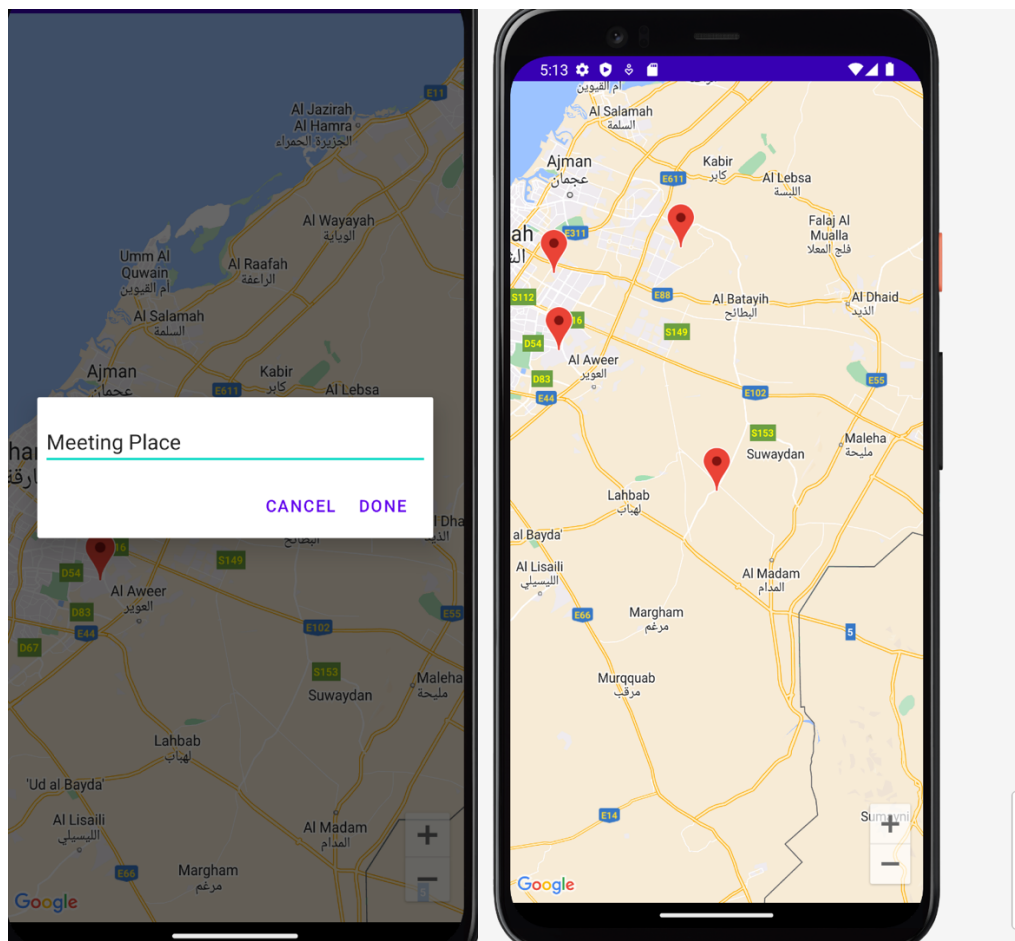 E11
Al Jazirah
Al Hamra
الجزيرة الحمراء
Al Wayayah
الوياية
Umm Al
Quwain
أم القيوين
Al Raafah
الراعفة
Al Salamah
السلمة
Ajman
عجمان
Kabir
كابر
Al Lebsa
E611
Meeting Place
CANCEL
DONE
16
S149
D54
Al Aweer
العوير
D83
E44
E55
D67
E102
S153
Suwaydan
Maleha
مليحة
Lahbab
لهباب
'Ud al Bayda'
Al Lisaili
الليسيلي
Al Madam
المدام
+
E66
Margham
مرغم
−
5
Google
5:13
أم القيوين
Al Salamah
السلمة
Ajman
عجمان
Kabir
كابر
E611
Al Lebsa
اللبسة
Falaj Al
Mualla
فلج المعلا
ah
E311
S112
E88
Al Batayih
البطائح
Al Dhaid
الذيد
16
S149
D54
Al Aweer
العوير
D83
E44
E55
E102
S153
Suwaydan
Maleha
مليحة
Lahbab
لهباب
al Bayda'
Al Lisaili
الليسيلي
Al Madam
المدام
E66
Margham
مرغم
5
Murqquab
مرقب
E14
+
−
Google